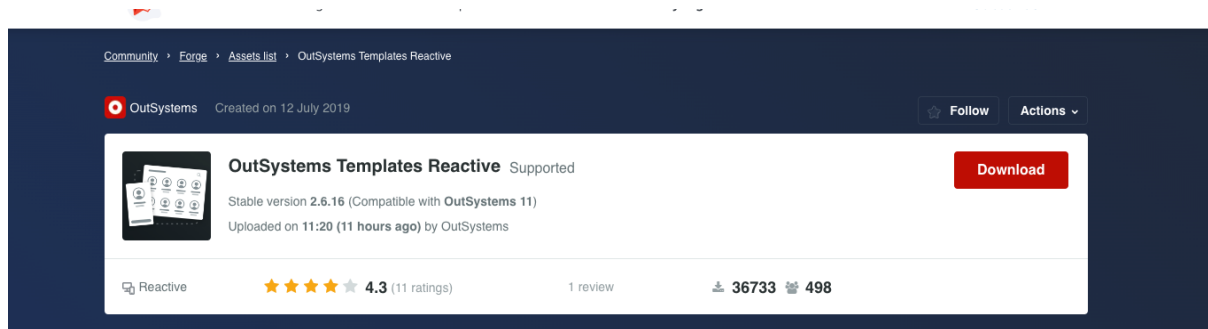 Community › Forge › Assets list › OutSystems Templates Reactive
OutSystems Created on 12 July 2019
Follow Actions
OutSystems Templates Reactive Supported
Download
Stable version 2.6.16 (Compatible with OutSystems 11)
Uploaded on 11:20 (11 hours ago) by OutSystems
Reactive 4.3 (11 ratings) 1 review 36733 498